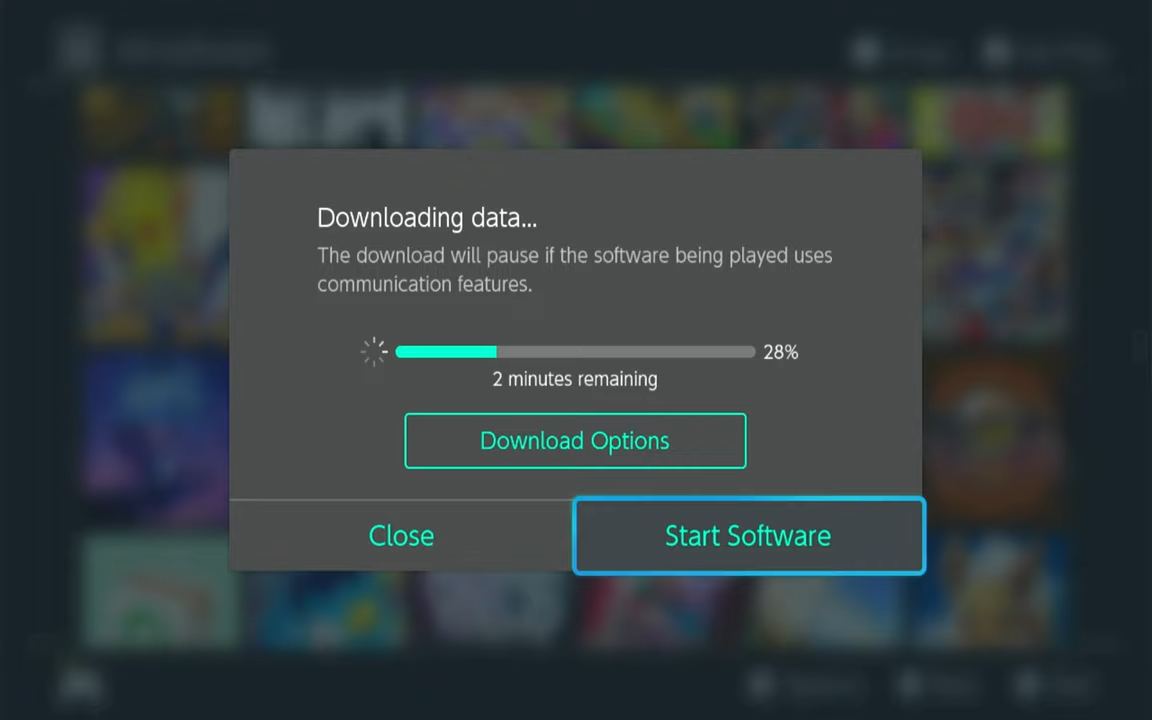 Downloading data...
The download will pause if the software being played uses
communication features.
28%
2 minutes remaining
Download Options
Close
Start Software